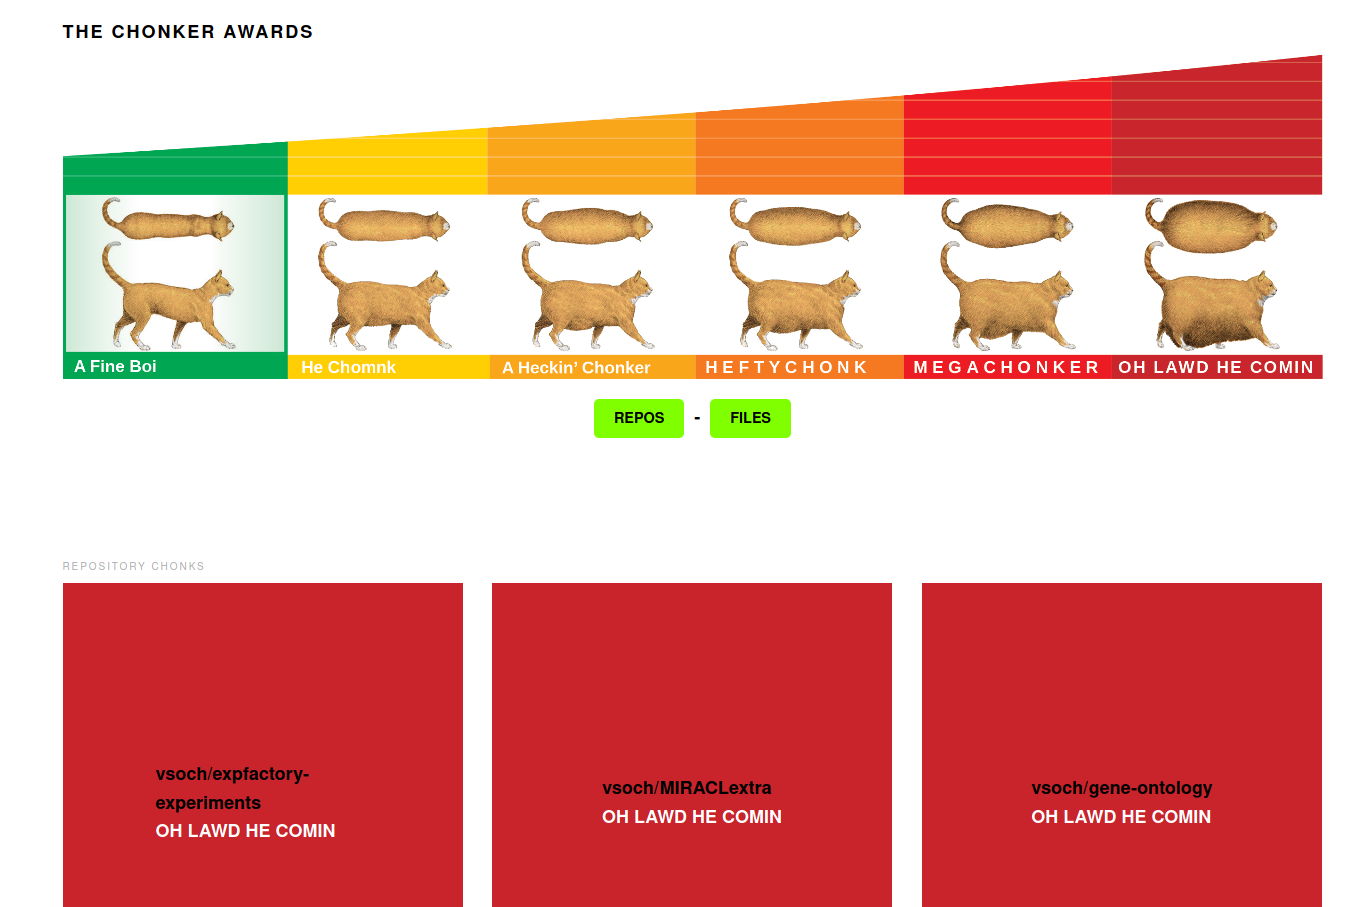 THE CHONKER AWARDS
A Fine Boi
He Chomnk
A Heckin’ Chonker
HEFTYCHONK
MEGACHONKER
OH LAWD HE COMIN
REPOS - FILES
REPOSITORY CHONKS
vsoch/expfactory-
experiments
OH LAWD HE COMIN
vsoch/MIRACLextra
OH LAWD HE COMIN
vsoch/gene-ontology
OH LAWD HE COMIN